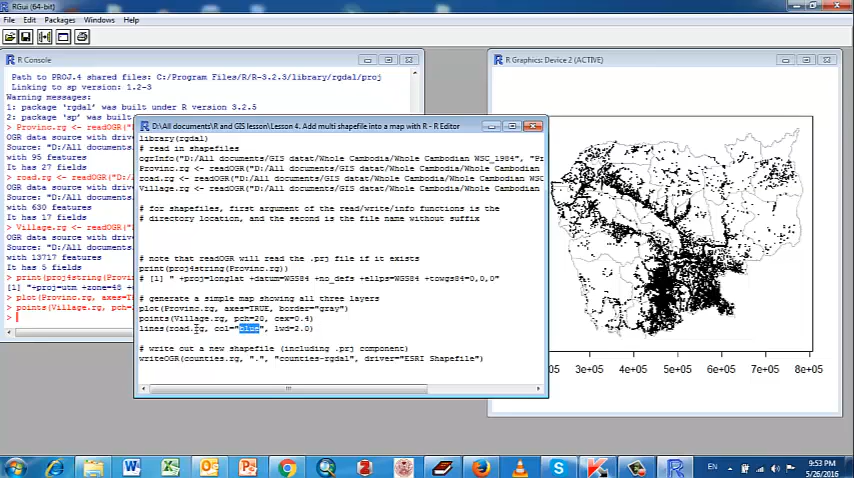 RGui (64-bit)
File Edit Packages Windows Help
R Console
Path to PROJ.4 shared files: C:/Program Files/R/R-3.2.3/library/rgdal/proj
Linking to sp version: 1.2-3
Warning messages:
1: package 'rgdal' was built under R version 3.2.5
2: package 'sp' was built under
> Provinc.rg <- readOGR("D
OGR data source with drive
Source: "D:/All documents/
with 95 features
It has 27 fields
> road.rg <- readOGR("D:/
OGR data source with drive
Source: "D:/All documents/
with 630 features
It has 17 fields
> Village.rg <- readOGR("D
OGR data source with drive
Source: "D:/All documents/
with 13717 features
It has 5 fields
> print(proj4string(Provin
[1] "+proj=utm +zone=48 +
> plot(Provinc.rg, axes=TR
> points(Village.rg, pch=2
>
D:\All documents\R and GIS lesson\Lesson 4. Add multi shapefile into a map with R - R Editor
library(rgdal)
# read in shapefiles
ogrInfo("D:/All documents/GIS datat/Whole Cambodia/Whole Cambodian WSC_1984", "Pr
Provinc.rg <- readOGR("D:/All documents/GIS datat/Whole Cambodia/Whole Cambodian
road.rg <- readOGR("D:/All documents/GIS datat/Whole Cambodia/Whole Cambodian WSC
Village.rg <- readOGR("D:/All documents/GIS datat/Whole Cambodia/Whole Cambodian
# for shapefiles, first argument of the read/write/info functions is the
# directory location, and the second is the file name without suffix
# note that readOGR will read the .prj file if it exists
print(proj4string(Provinc.rg))
# [1] " +proj=longlat +datum=WGS84 +no_defs +ellps=WGS84 +towgs84=0,0,0"
# generate a simple map showing all three layers
plot(Provinc.rg, axes=TRUE, border="gray")
points(Village.rg, pch=20, cex=0.4)
lines(road.rg, col="blue", lwd=2.0)
# write out a new shapefile (including .prj component)
writeOGR(counties.rg, ".", "counties-rgdal", driver="ESRI Shapefile")
R Graphics: Device 2 (ACTIVE)
05 3e+05 4e+05 5e+05 6e+05 7e+05 8e+05
EN
9:53 PM
5/26/2016